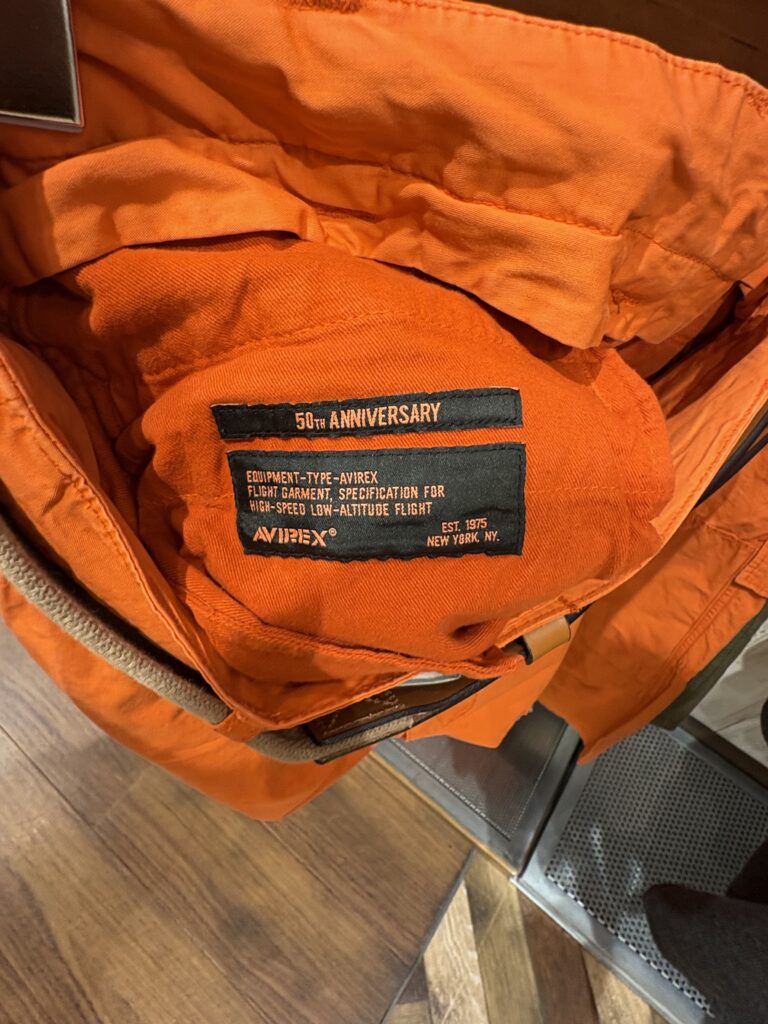 50TH ANNIVERSARY
EQUIPMENT-TYPE-AVIREX
FLIGHT GARMENT, SPECIFICATION FOR
HIGH-SPEED LOW-ALTITUDE FLIGHT
AVIREX®
EST. 1975
NEW YORK, NY.